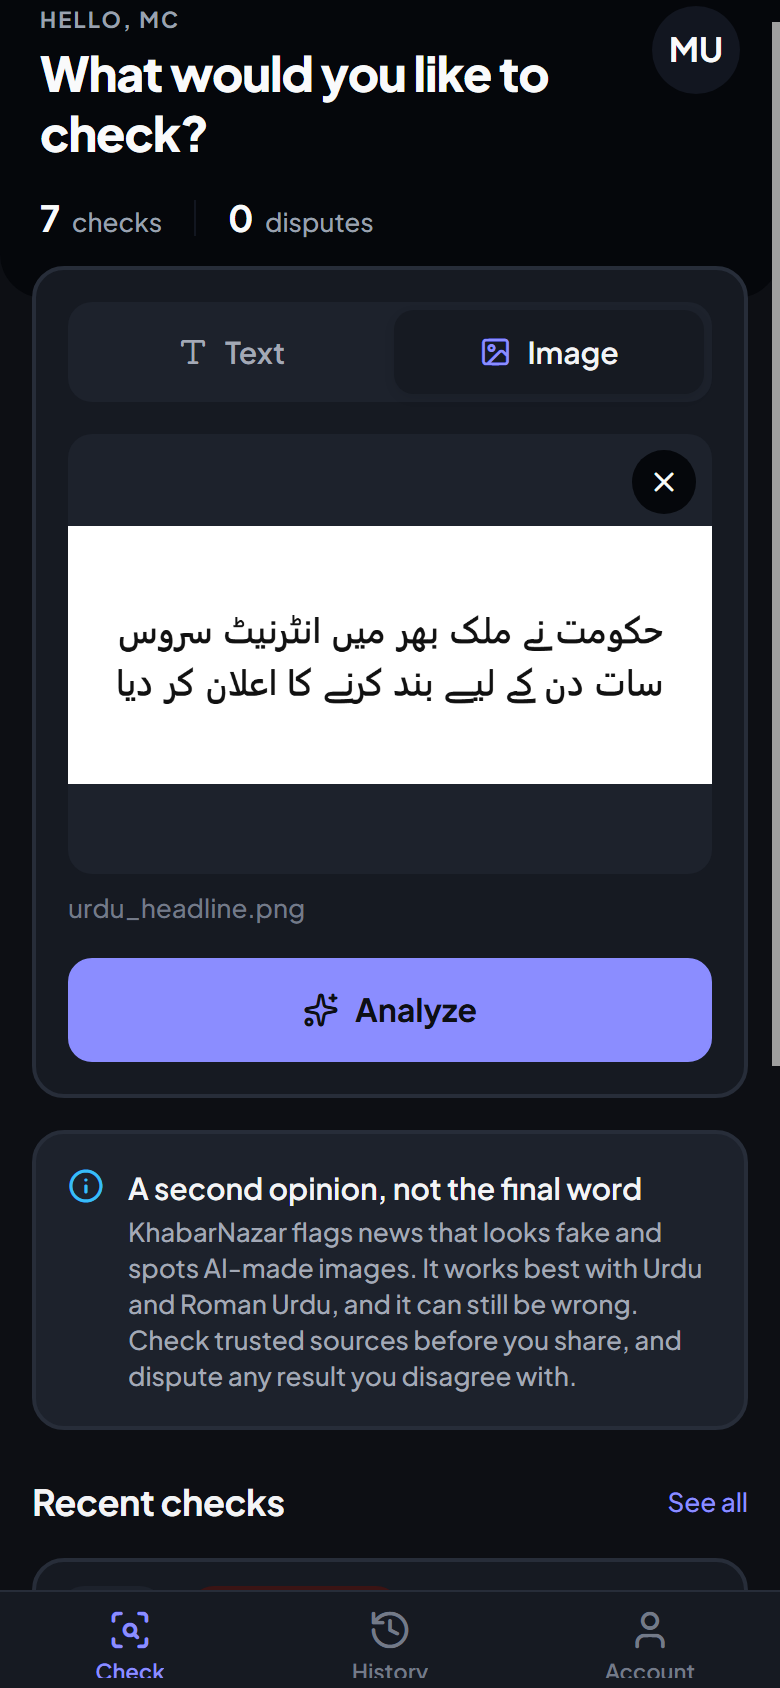 HELLO, MC
What would you like to
check?
MU
7 checks
0 disputes
Text
Image
حکومت نے ملک بھر میں انٹرنیٹ سروس
سات دن کے لیے بند کرنے کا اعلان کر دیا
urdu_headline.png
Analyze
A second opinion, not the final word
KhabarNazar flags news that looks fake and
spots AI-made images. It works best with Urdu
and Roman Urdu, and it can still be wrong.
Check trusted sources before you share, and
dispute any result you disagree with.
Recent checks
See all
Check
History
Account